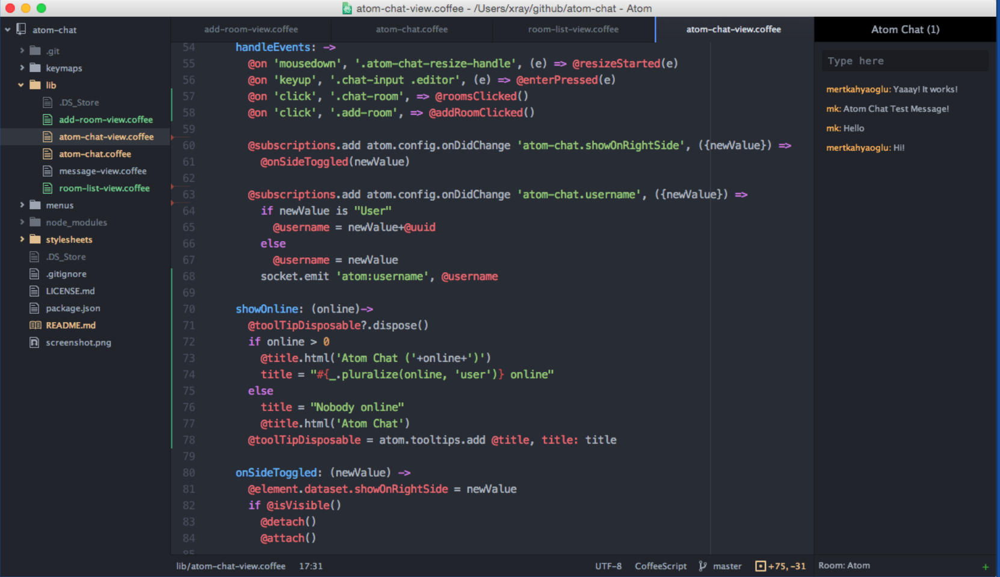 atom-chat-view.coffee - /Users/xray/github/atom-chat - Atom
atom-chat
.git
keymaps
lib
.DS_Store
add-room-view.coffee
atom-chat-view.coffee
atom-chat.coffee
message-view.coffee
room-list-view.coffee
menus
node_modules
stylesheets
.DS_Store
.gitignore
LICENSE.md
package.json
README.md
screenshot.png
add-room-view.coffee atom-chat.coffee room-list-view.coffee atom-chat-view.coffee
54 handleEvents: ->
55 @on 'mousedown', '.atom-chat-resize-handle', (e) => @resizeStarted(e)
56 @on 'keyup', '.chat-input .editor', (e) => @enterPressed(e)
57 @on 'click', '.chat-room', => @roomsClicked()
58 @on 'click', '.add-room', => @addRoomClicked()
59
60 @subscriptions.add atom.config.onDidChange 'atom-chat.showOnRightSide', ({newValue}) =>
61 @onSideToggled(newValue)
62
63 @subscriptions.add atom.config.onDidChange 'atom-chat.username', ({newValue}) =>
64 if newValue is "User"
65 @username = newValue+@uuid
66 else
67 @username = newValue
68 socket.emit 'atom:username', @username
69
70 showOnline: (online)->
71 @toolTipDisposable?.dispose()
72 if online > 0
73 @title.html('Atom Chat ('+online+')')
74 title = "#{_.pluralize(online, 'user')} online"
75 else
76 title = "Nobody online"
77 @title.html('Atom Chat')
78 @toolTipDisposable = atom.tooltips.add @title, title: title
79
80 onSideToggled: (newValue) ->
81 @element.dataset.showOnRightSide = newValue
82 if @isVisible()
83 @detach()
84 @attach()
85
lib/atom-chat-view.coffee 17:31 UTF-8 CoffeeScript master +75, -31
Atom Chat (1)
Type here
mertkahyaoglu: Yaaay! It works!
mk: Atom Chat Test Message!
mk: Hello
mertkahyaoglu: Hi!
Room: Atom +